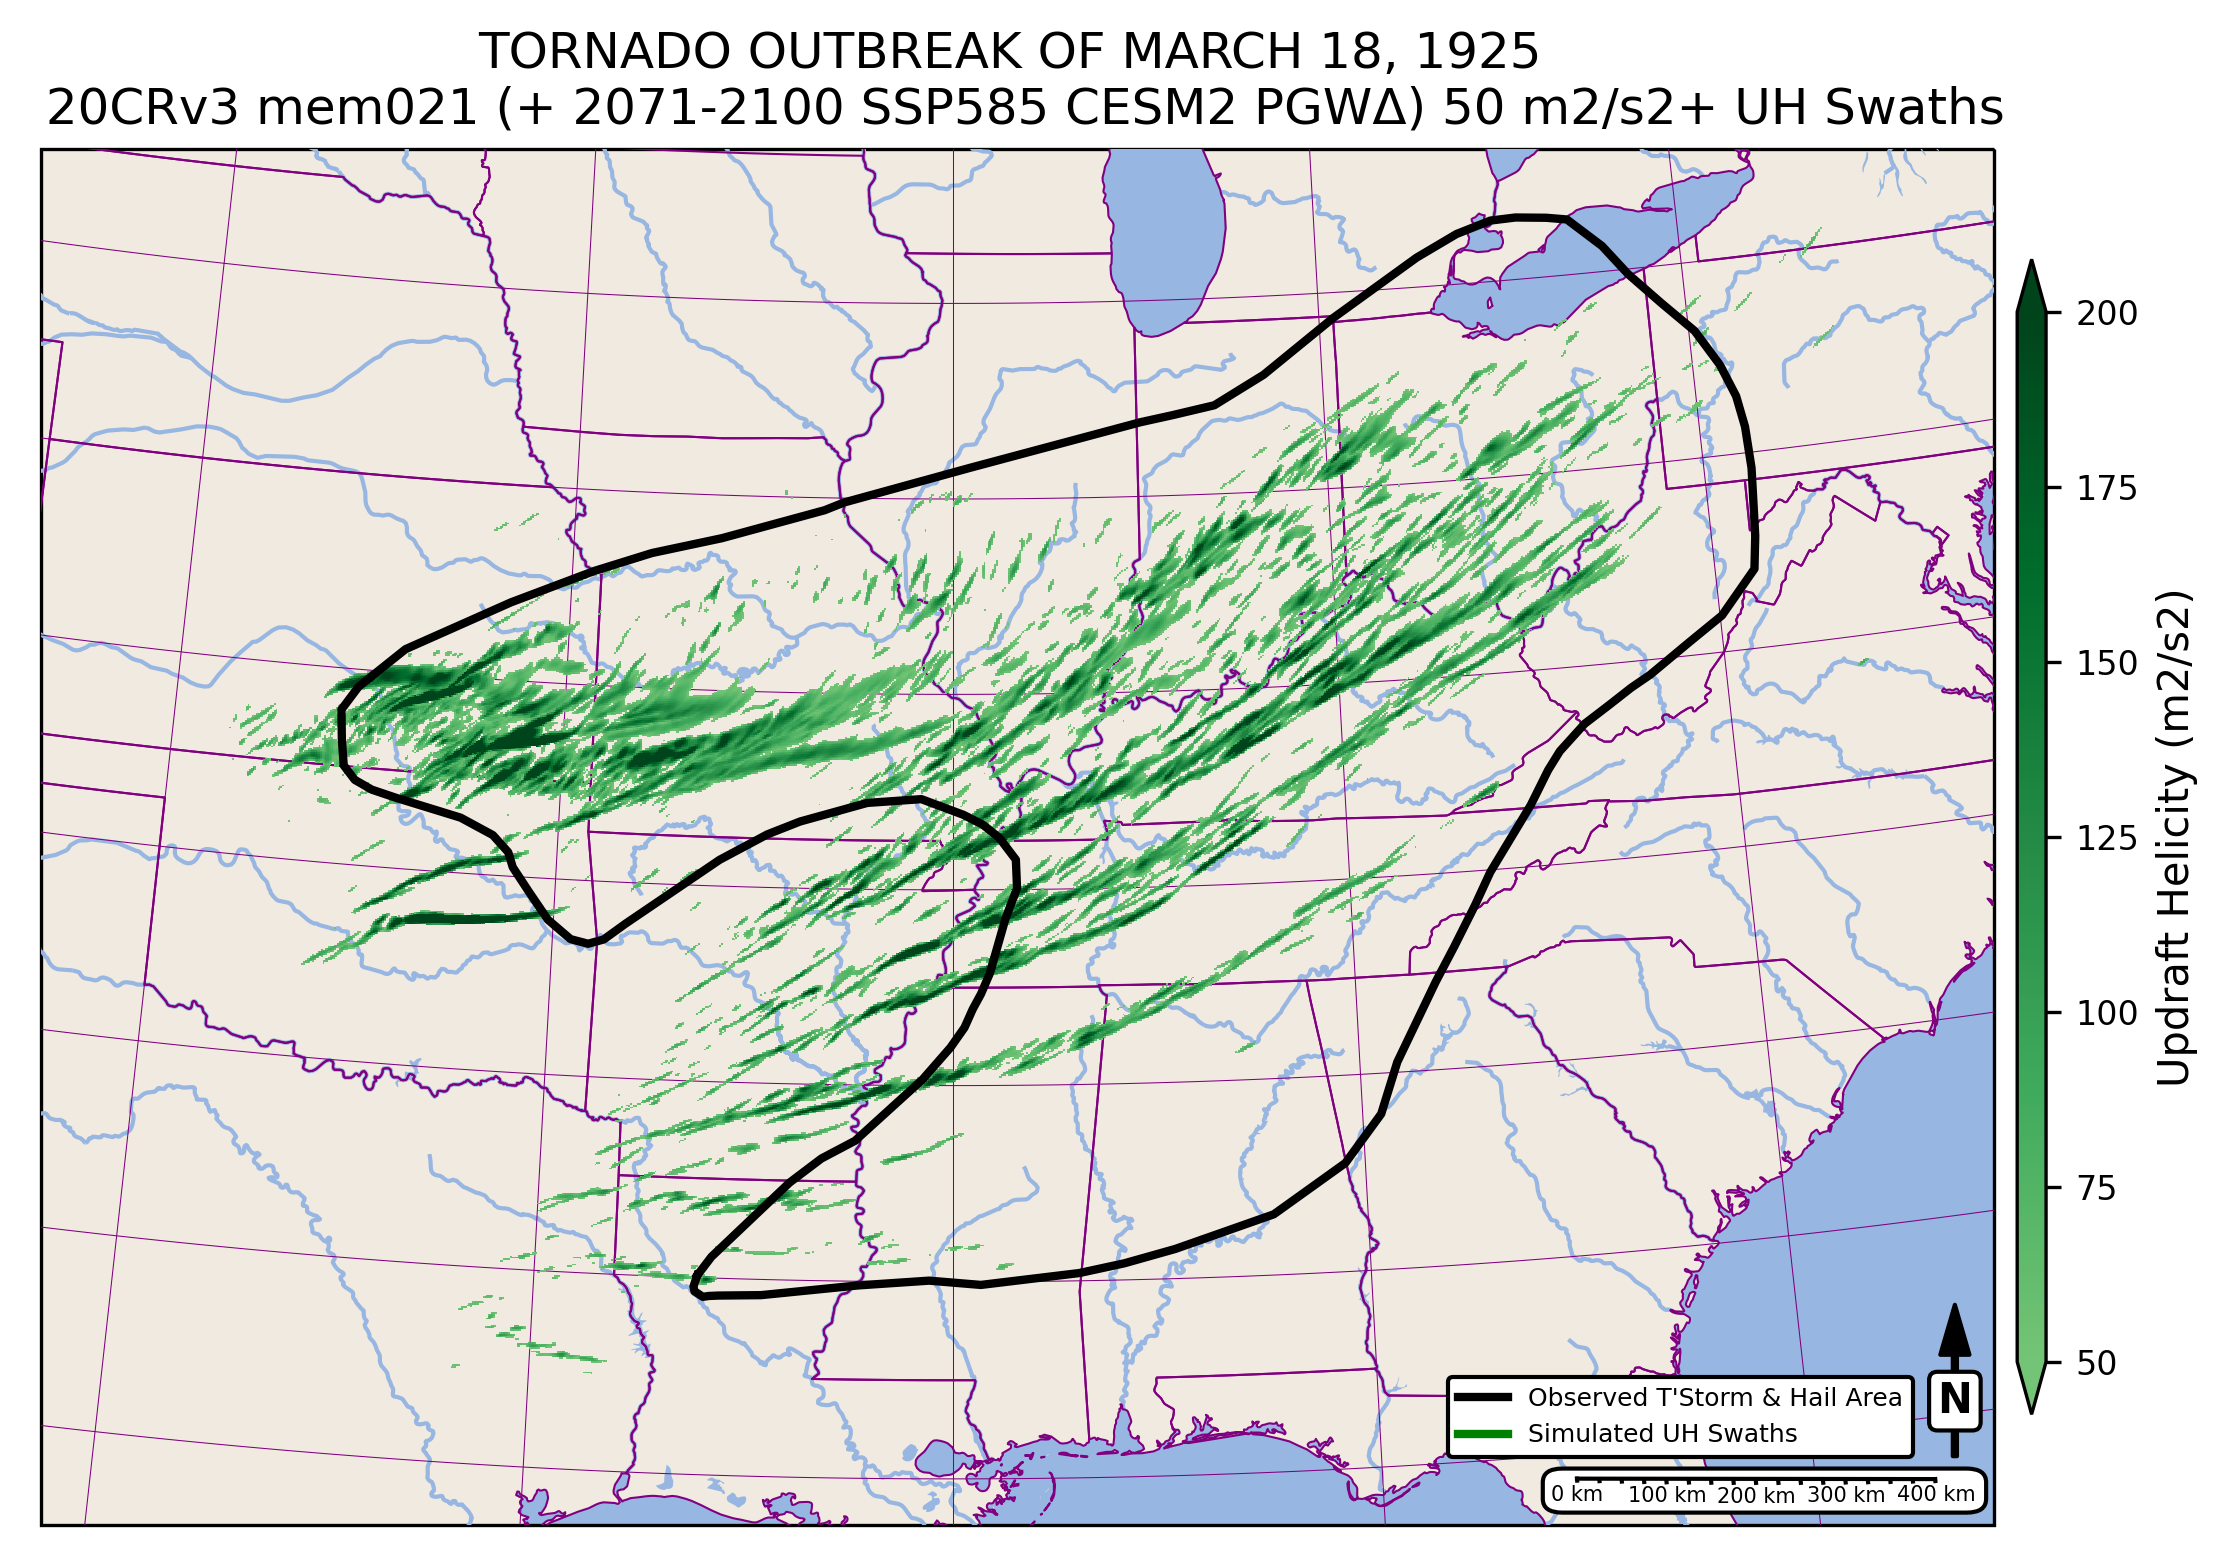 TORNADO OUTBREAK OF MARCH 18, 1925
20CRv3 mem021 (+ 2071-2100 SSP585 CESM2 PGWΔ) 50 m2/s2+ UH Swaths
200
175
150
125
100
75
50
Updraft Helicity (m2/s2)
Observed T'Storm & Hail Area
Simulated UH Swaths
N
0 km 100 km 200 km 300 km 400 km